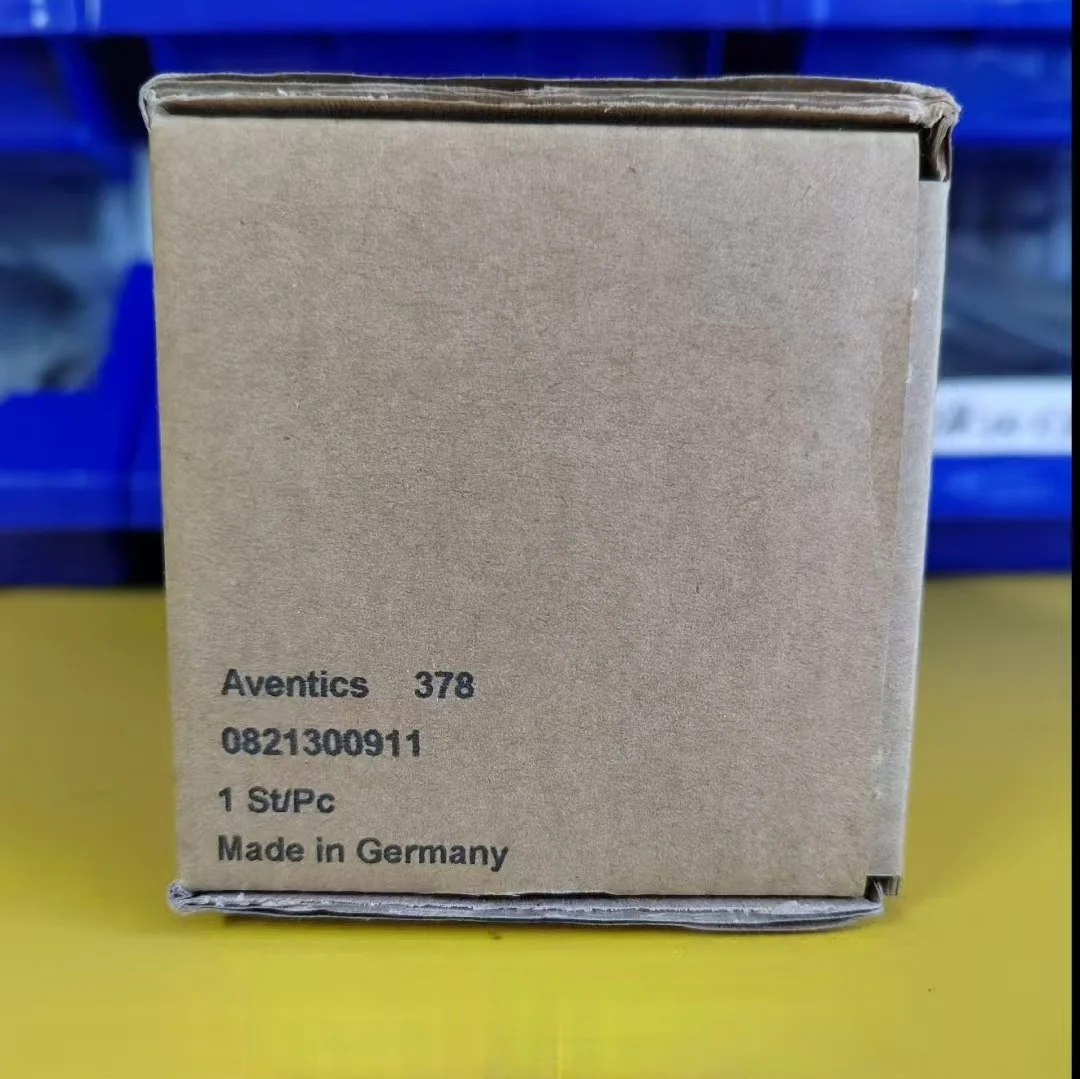 Aventics 378
0821300911
1 St/Pc
Made in Germany